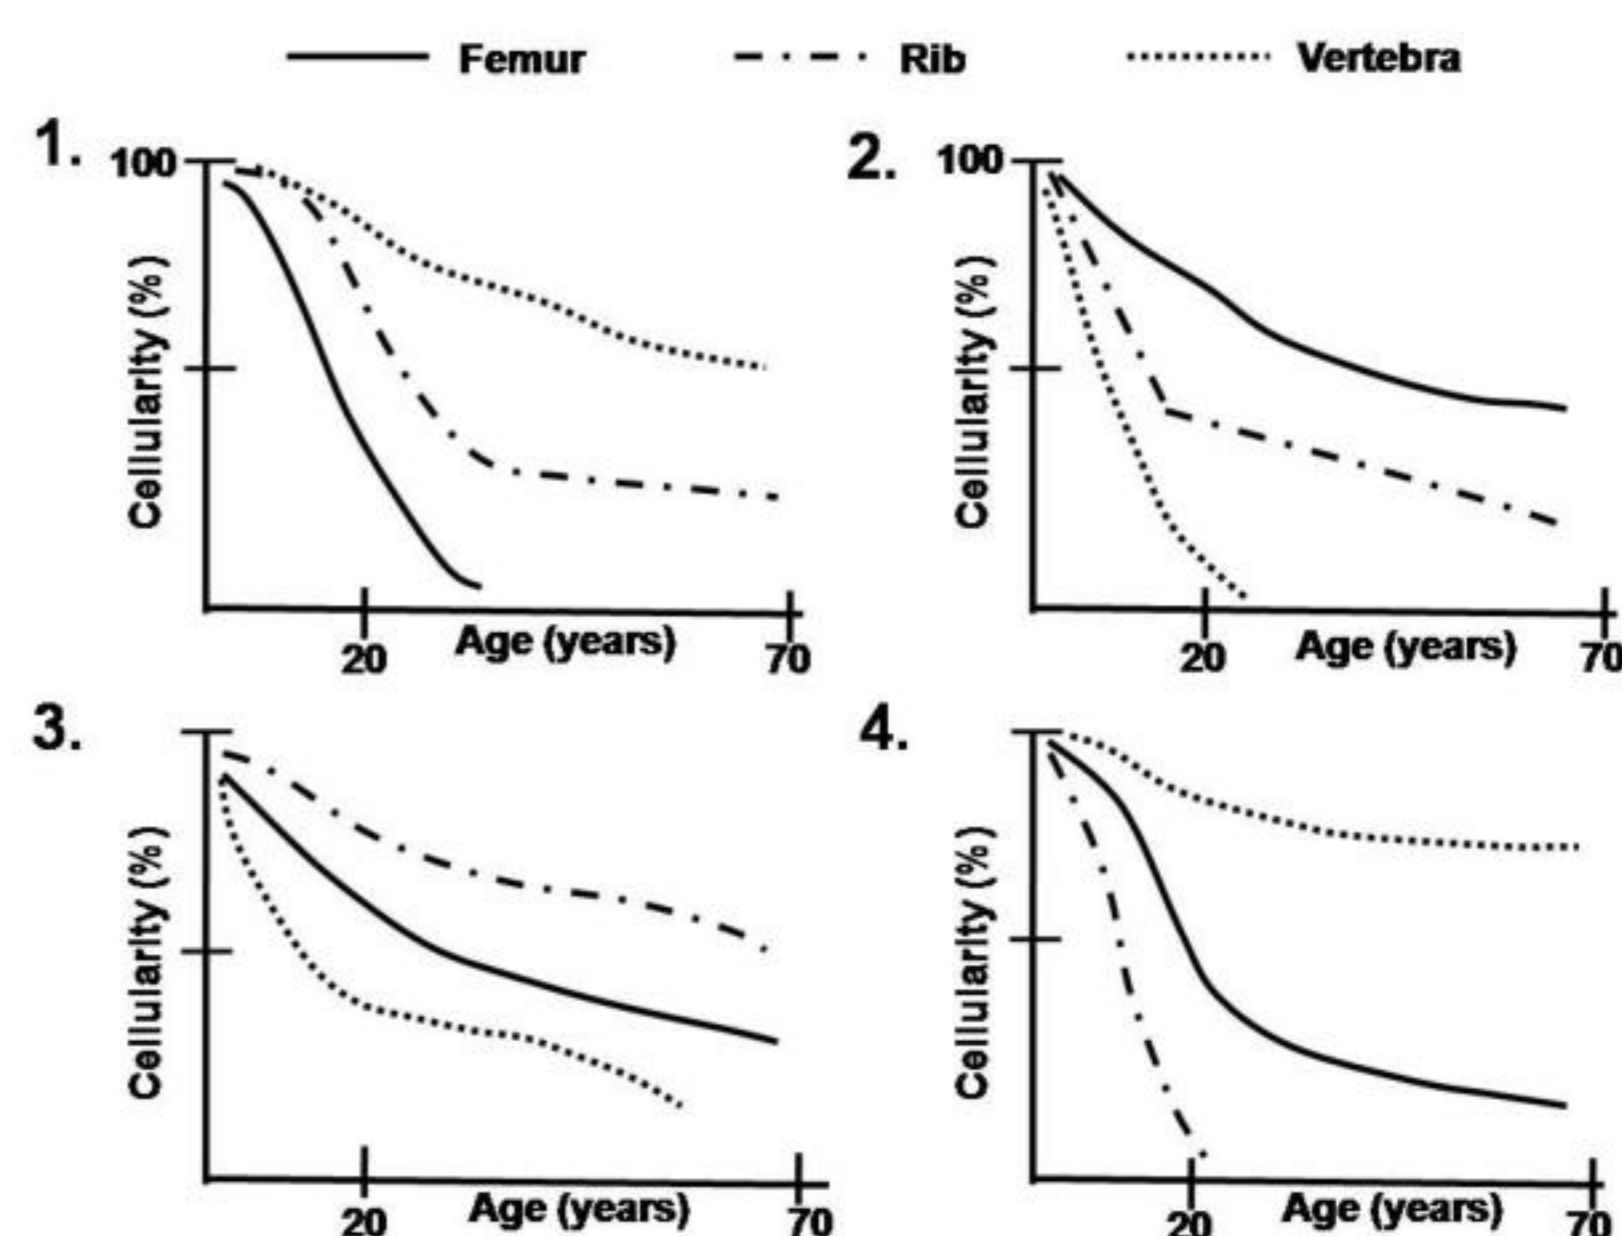 Femur Rib Vertebra
1. 100
Cellularity (%)
20 Age (years) 70
2. 100
Cellularity (%)
20 Age (years) 70
3.
Cellularity (%)
20 Age (years) 70
4.
Cellularity (%)
20 Age (years) 70